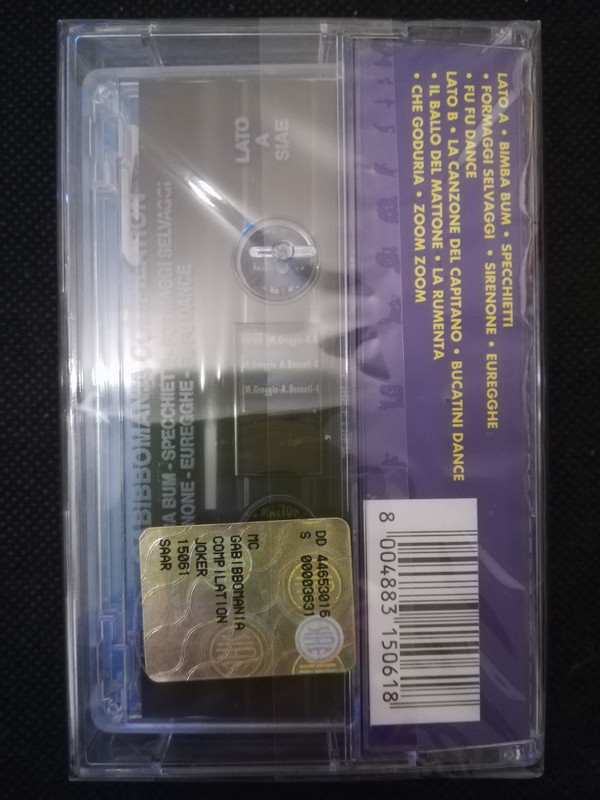 LATO A • BIMBA BUM • SPECCHIETTI
• FORMAGGI SELVAGGI • SIRENONE • EUREGGHE
• FU FU DANCE
LATO B • LA CANZONE DEL CAPITANO • BUCATINI DANCE
• IL BALLO DEL MATTONE • LA RUMENTA
• CHE GODURIA • ZOOM ZOOM
8 004883 150618
SIAE
LATO
A
DD 44653016
S 00003631
MC
GABIBBOMANIA
COMPILATION
JOKER
15061
SAAR